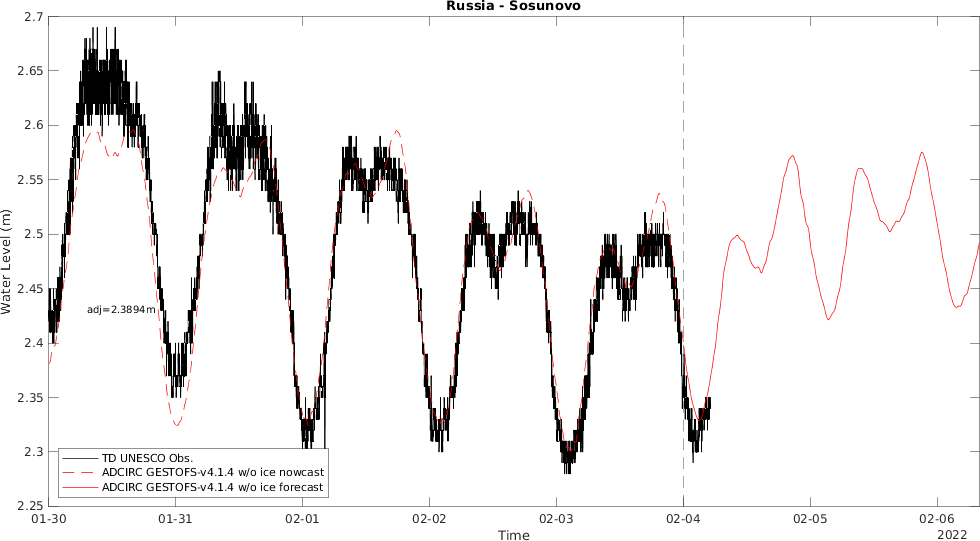 Russia - Sosunovo
2.7
2.65
2.6
2.55
2.5
2.45
2.4
2.35
2.3
2.25
Water Level (m)
adj=2.3894m
TD UNESCO Obs.
ADCIRC GESTOFS-v4.1.4 w/o ice nowcast
ADCIRC GESTOFS-v4.1.4 w/o ice forecast
01-30 01-31 02-01 02-02 02-03 02-04 02-05 02-06
Time
2022